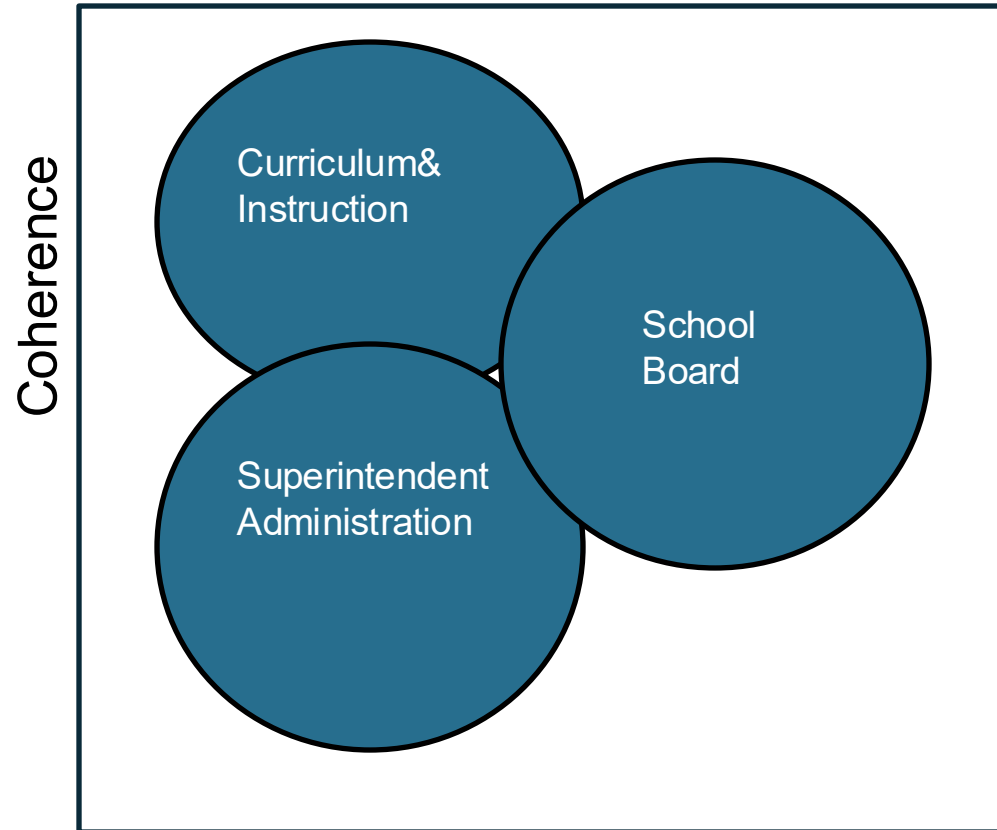 Coherence
Curriculum&
Instruction
School
Board
Superintendent
Administration